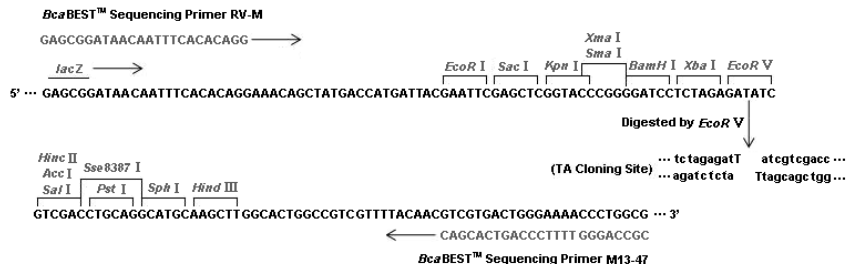 BcaBEST™ Sequencing Primer RV-M
GAGCGGATAACAATTTCACACAGG
lacZ
Xma I
Sma I
EcoR I Sac I Kpn I BamH I Xba I EcoR V
5' ··· GAGCGGATAACAATTTCACACAGGAAACAGCTATGACCATGATTACGAATTCGAGCTCGGTACCCGGGGATCCTCTAGAGATATC
Digested by EcoR V
(TA Cloning Site)
··· tctagagatT atcgtcgacc ···
··· agatctcta Ttagcagctgg ···
Hinc II
Acc I
Sal I
Sse8387 I
Pst I Sph I Hind III
GTCGACCTGCAGGCATGCAAGCTTGGCACTGGCCGTCGTTTTACAACGTCGTGACTGGGAAAACCCTGGCG ··· 3'
CAGCACTGACCCTTTTGGGACCGC
BcaBEST™ Sequencing Primer M13-47